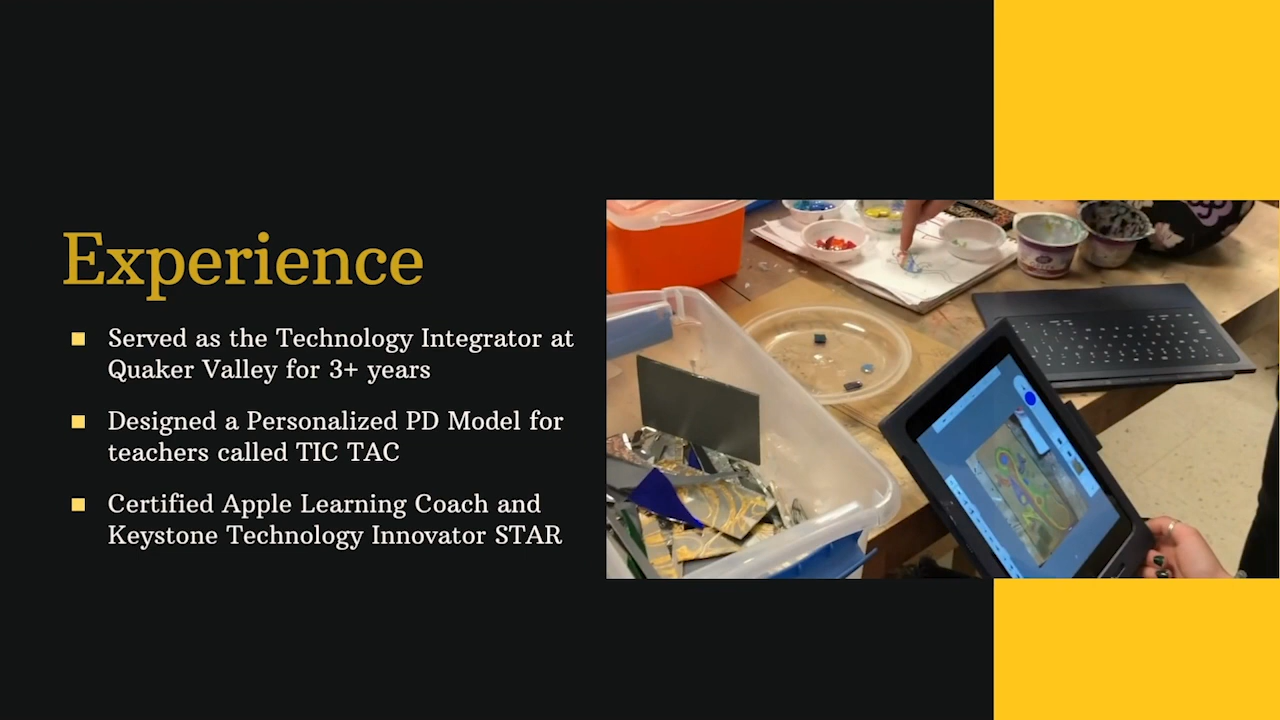 Experience
Served as the Technology Integrator at
Quaker Valley for 3+ years
Designed a Personalized PD Model for
teachers called TIC TAC
Certified Apple Learning Coach and
Keystone Technology Innovator STAR